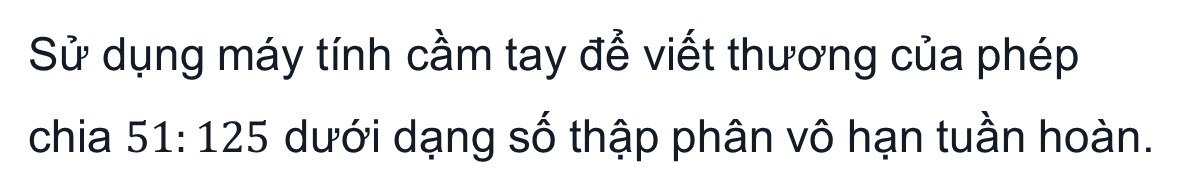 Sử dụng máy tính cầm tay để viết thương của phép
chia 51: 125 dưới dạng số thập phân vô hạn tuần hoàn.